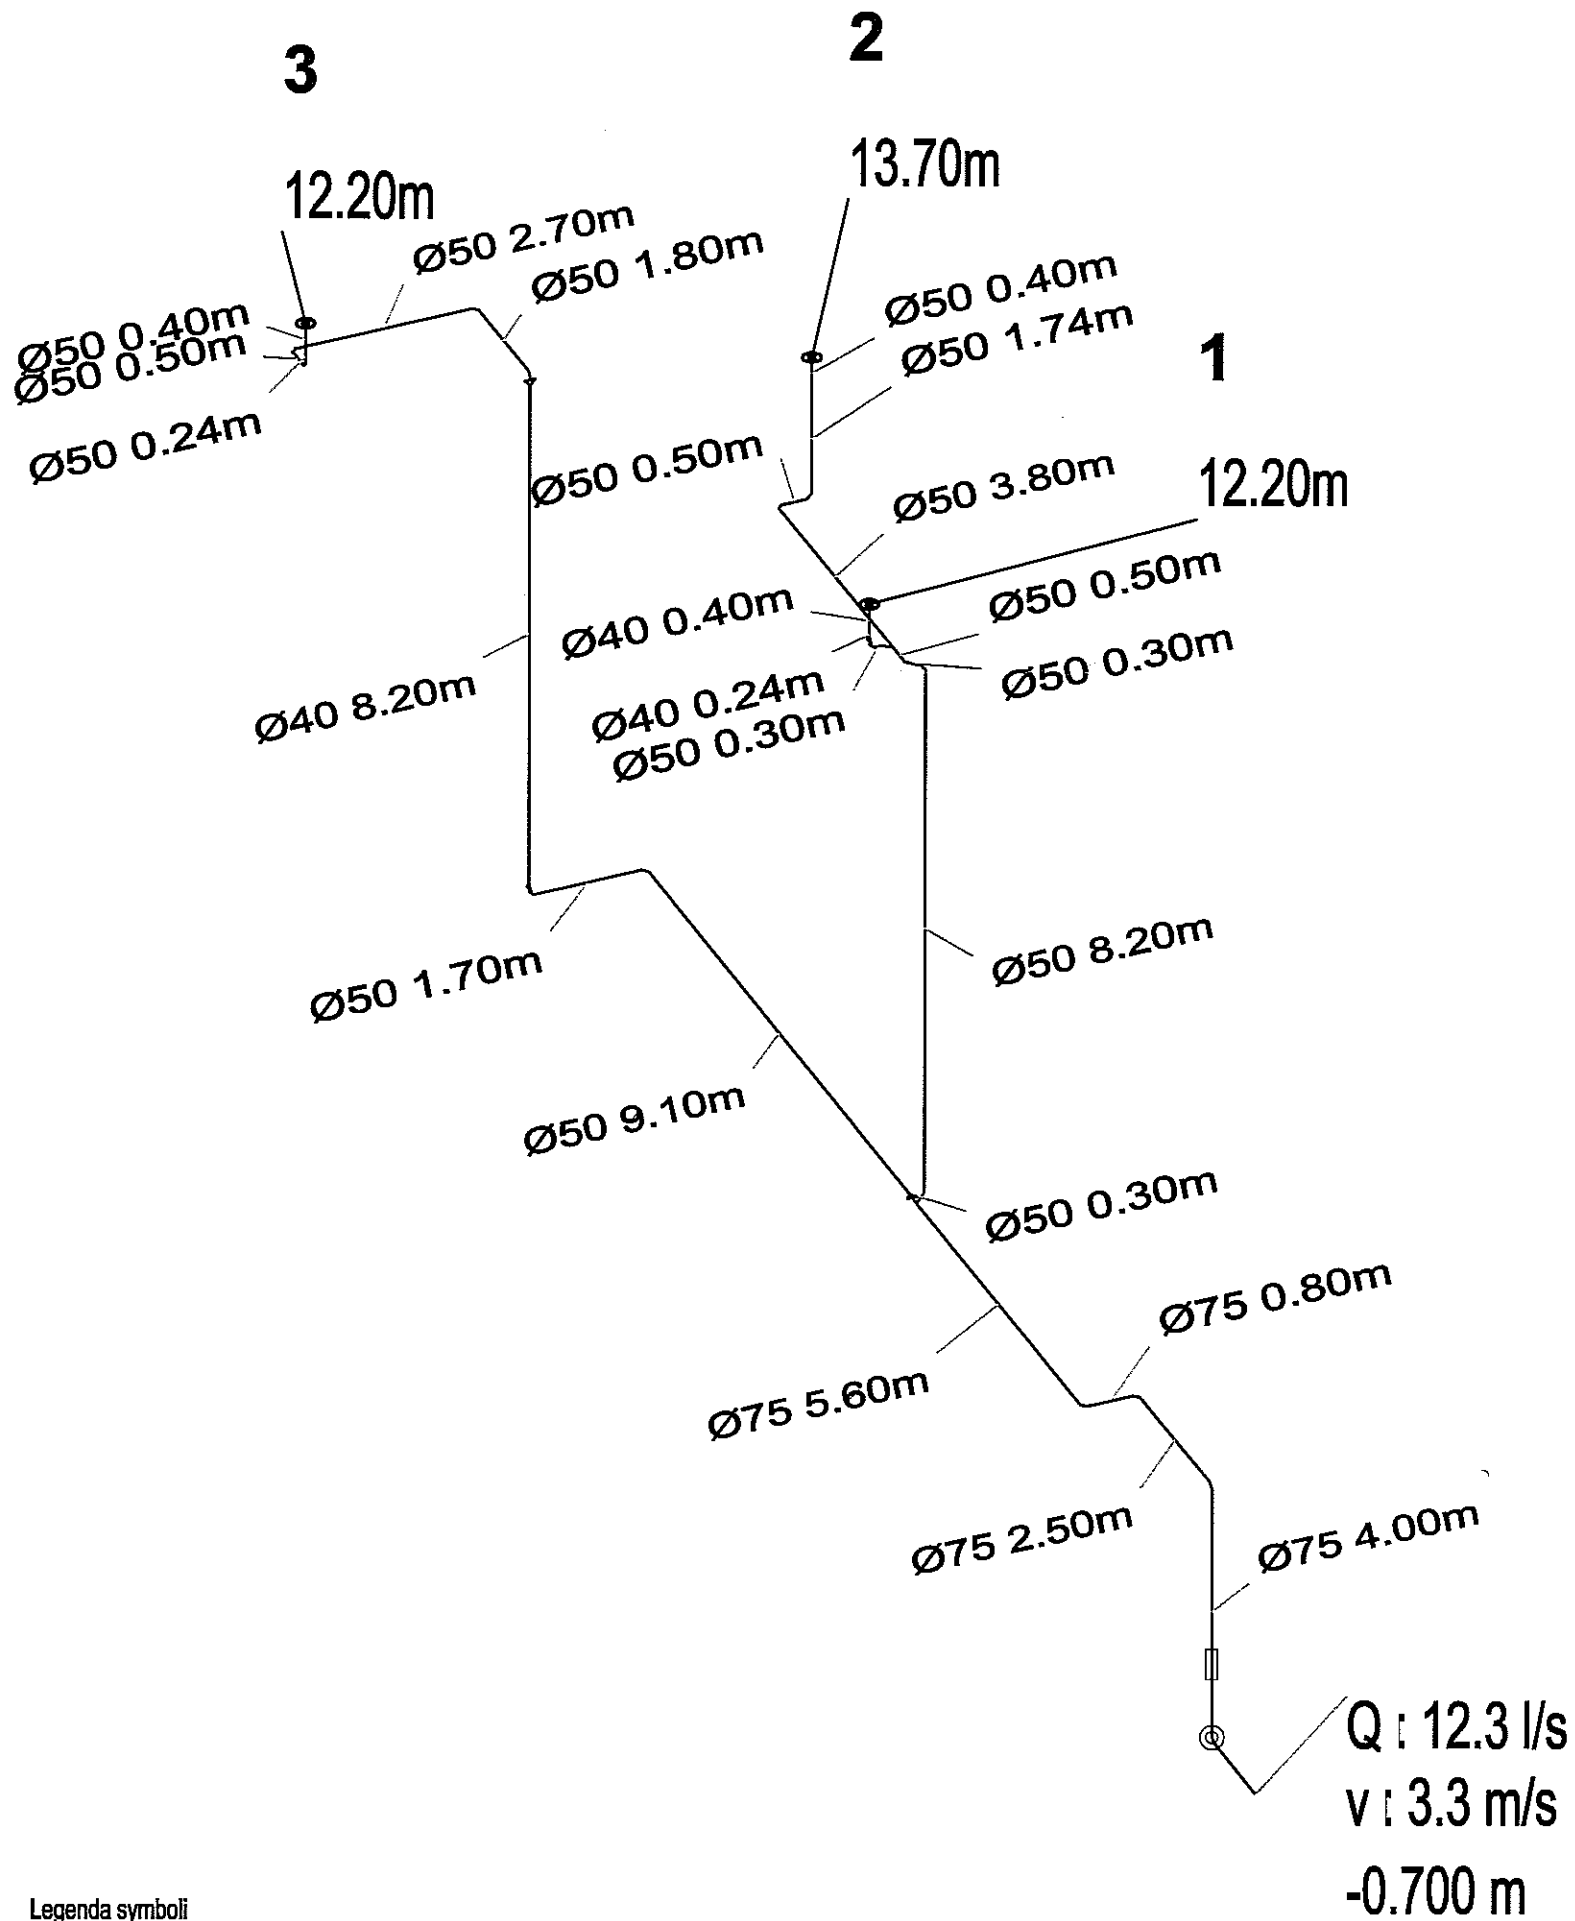 3
2
12.20m
13.70m
Ø50 2.70m
Ø50 1.80m
Ø50 0.40m
Ø50 0.50m
Ø50 0.24m
Ø50 0.40m
Ø50 1.74m
1
12.20m
Ø50 0.50m
Ø50 3.80m
Ø50 0.50m
Ø40 0.40m
Ø50 0.30m
Ø40 8.20m
Ø40 0.24m
Ø50 0.30m
Ø50 1.70m
Ø50 8.20m
Ø50 9.10m
Ø50 0.30m
Ø75 0.80m
Ø75 5.60m
Ø75 2.50m
Ø75 4.00m
Q : 12.3 l/s
v : 3.3 m/s
-0.700 m
Legenda symboli